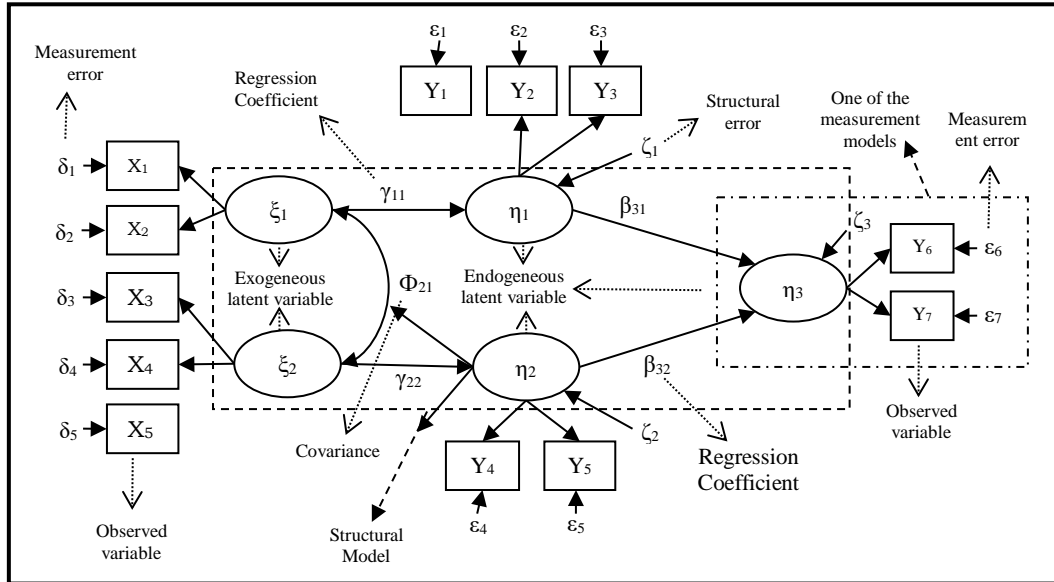 ε1 ε2 ε3
Measurement
error
Regression
Coefficient
Y1 Y2 Y3
Structural
error
One of the
measurement
models
Measurem
ent error
δ1 X1
ζ1
γ11
ξ1
η1
β31
δ2 X2
ζ3
Y6 ε6
Exogeneous
latent variable
Φ21
Endogeneous
latent variable
δ3 X3
η3
Y7 ε7
δ4 X4
ξ2
γ22
η2
β32
δ5 X5
Covariance
ζ2
Observed
variable
Y4 Y5
Regression
Coefficient
ε4 ε5
Observed
variable
Structural
Model